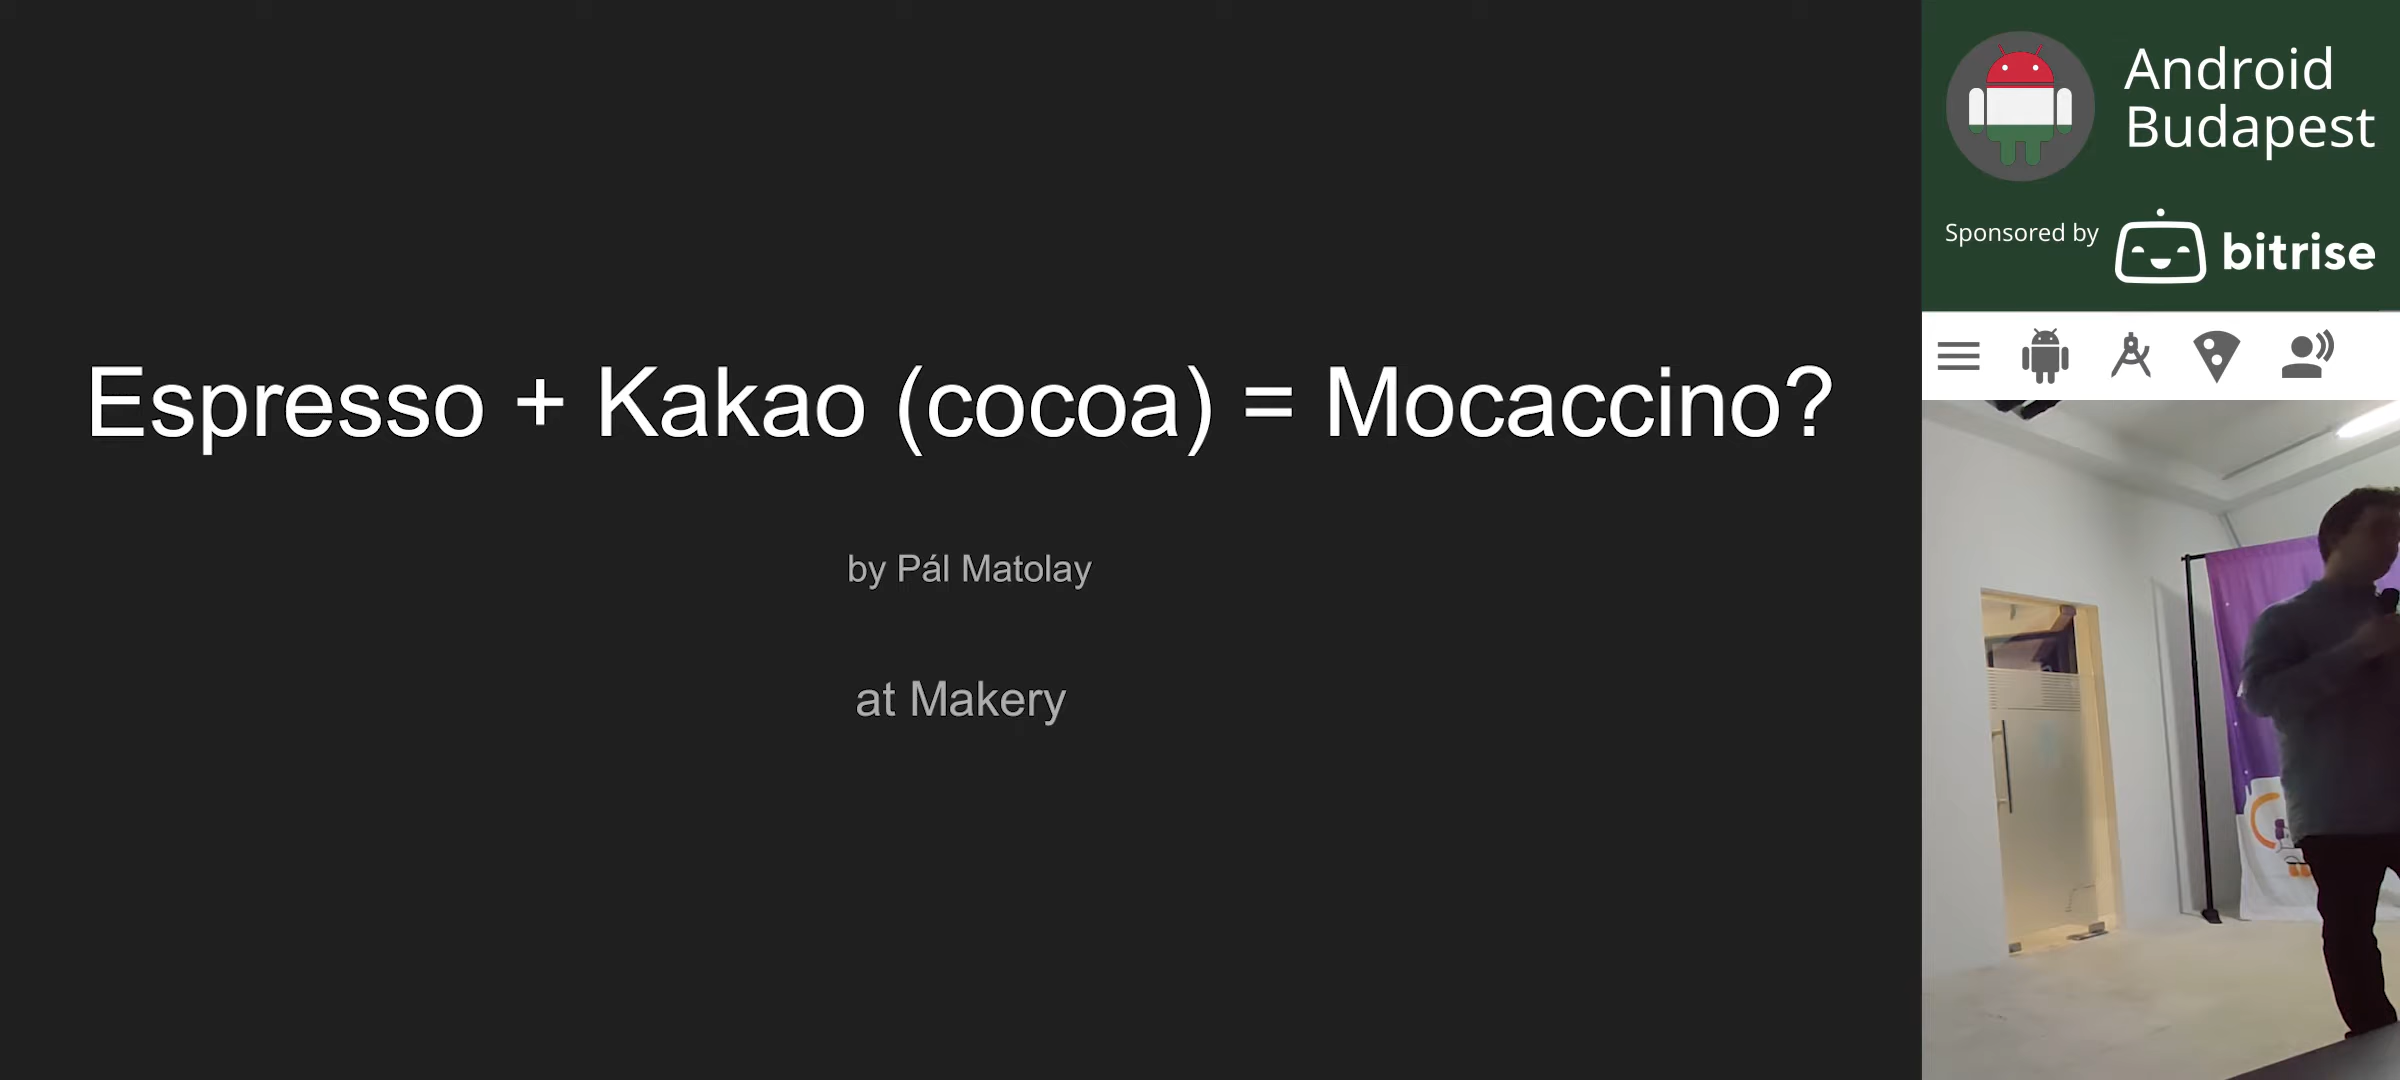 Espresso + Kakao (cocoa) = Mocaccino?
by Pál Matolay
at Makery
Android
Budapest
Sponsored by
bitrise